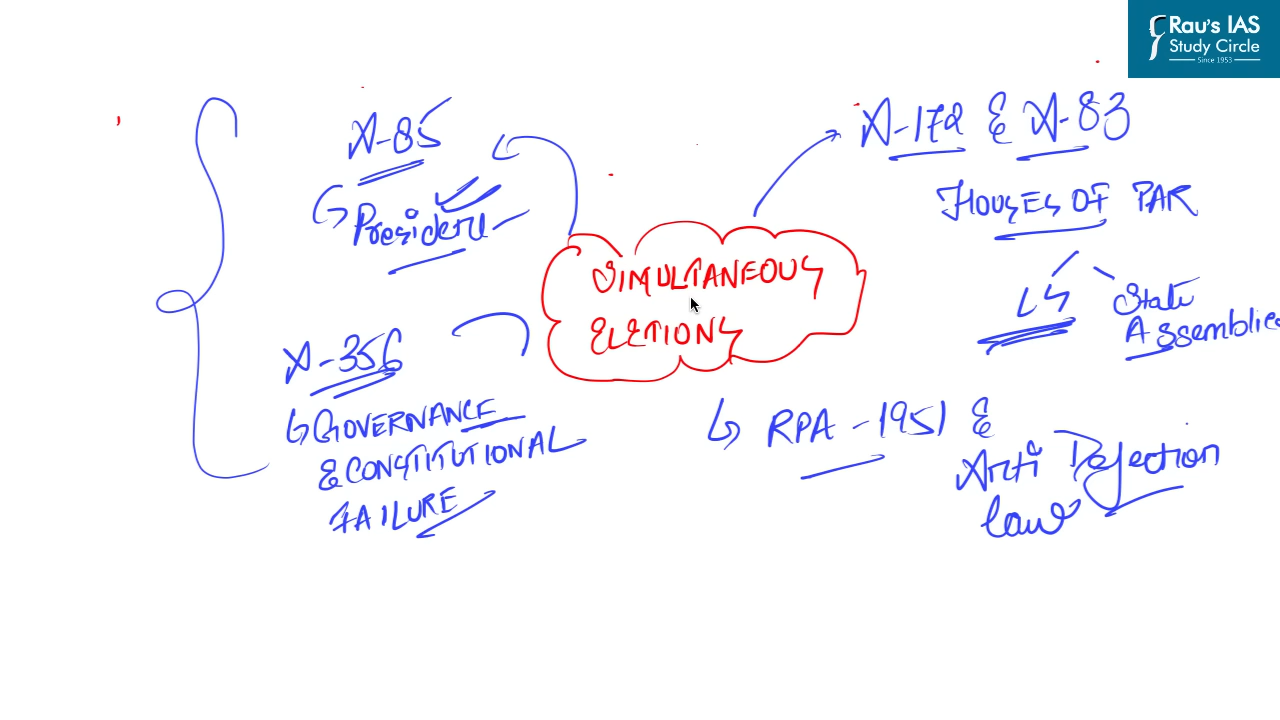 Rau's IAS
Study Circle
Since 1953
A-85
President
A-172 & A-83
HOUSES OF PAR
LS
State
Assemblies
SIMULTANEOUS
ELETIONS
A-356
GOVERNANCE
& CONSTITUTIONAL
FAILURE
RPA - 1951 &
Anti Defection
law